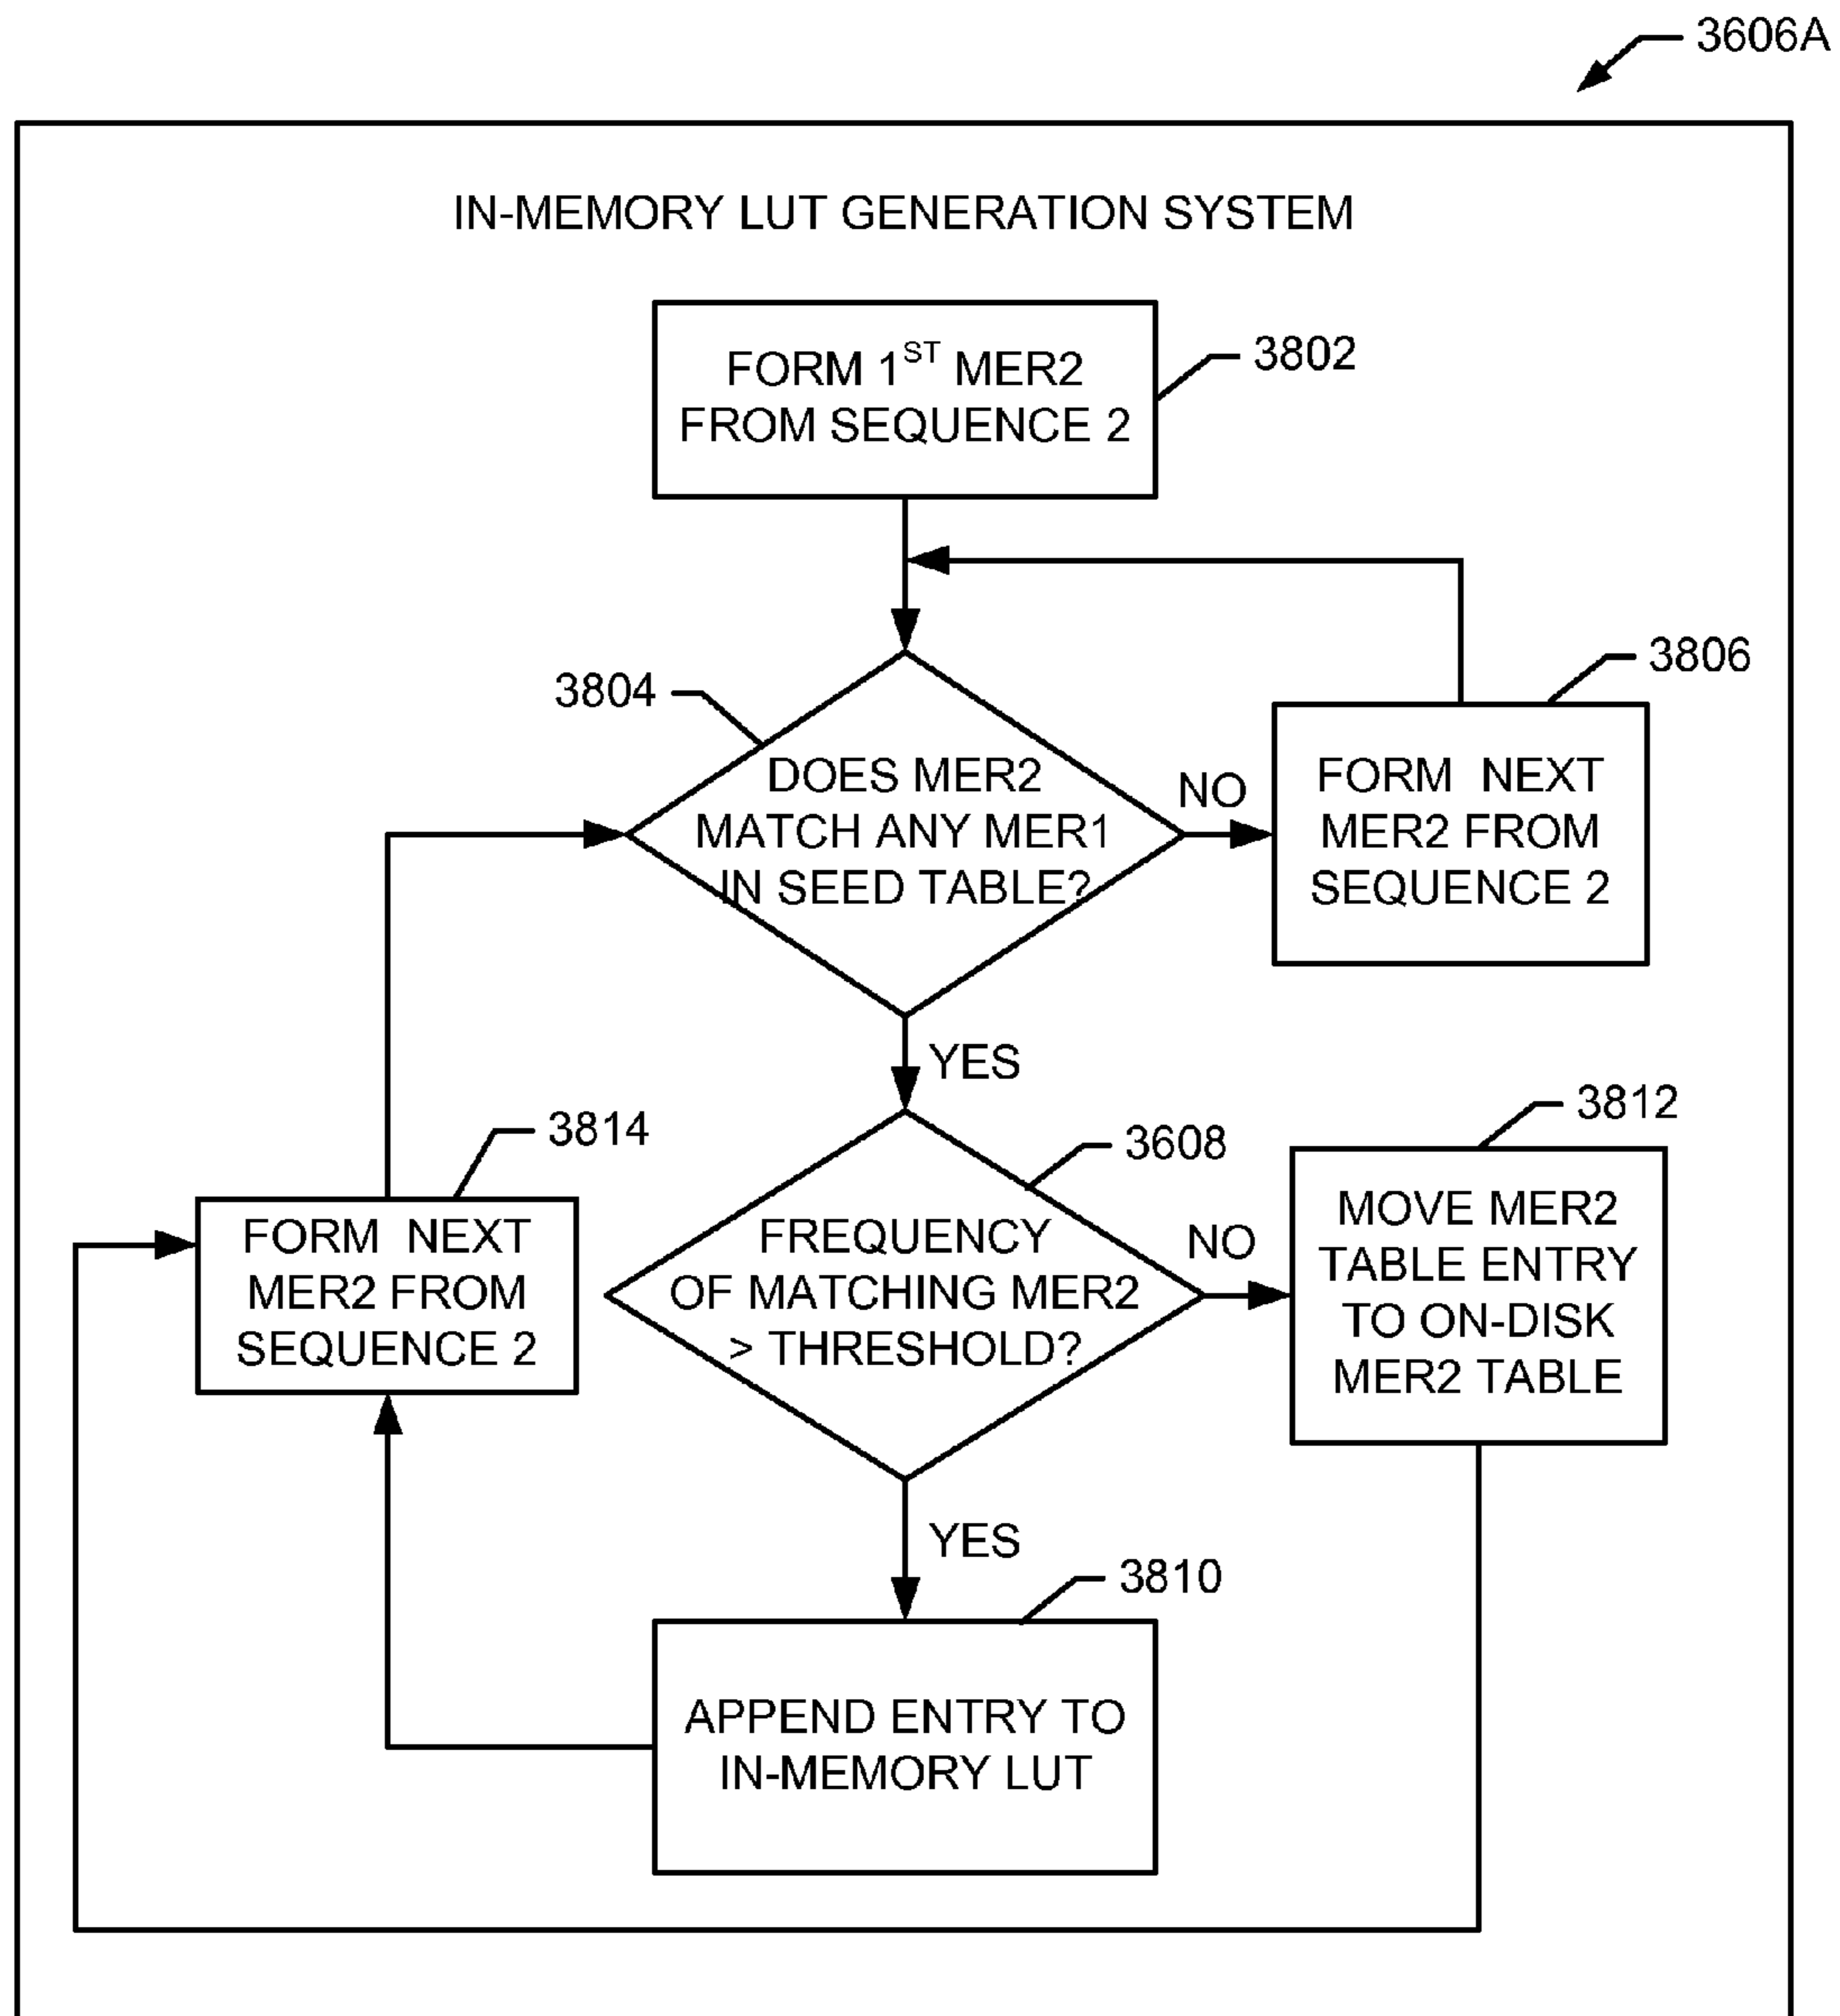 3606A
IN-MEMORY LUT GENERATION SYSTEM
FORM 1ST MER2
FROM SEQUENCE 2
3802
3804
DOES MER2
MATCH ANY MER1
IN SEED TABLE?
NO
3806
FORM NEXT
MER2 FROM
SEQUENCE 2
YES
3814
FORM NEXT
MER2 FROM
SEQUENCE 2
3608
FREQUENCY
OF MATCHING MER2
> THRESHOLD?
NO
3812
MOVE MER2
TABLE ENTRY
TO ON-DISK
MER2 TABLE
YES
3810
APPEND ENTRY TO
IN-MEMORY LUT